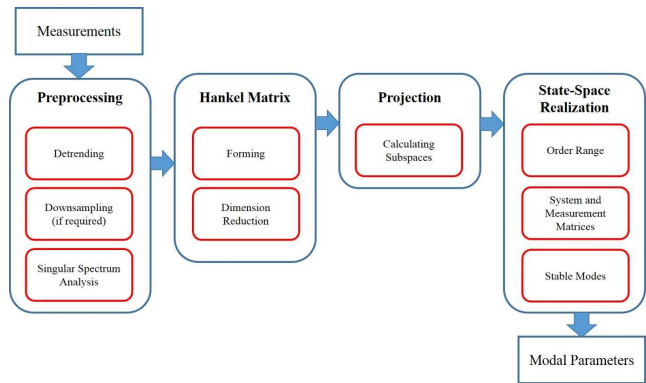 Measurements
Preprocessing
Detrending
Downsampling
(if required)
Singular Spectrum
Analysis
Hankel Matrix
Forming
Dimension
Reduction
Projection
Calculating
Subspaces
State-Space
Realization
Order Range
System and
Measurement
Matrices
Stable Modes
Modal Parameters